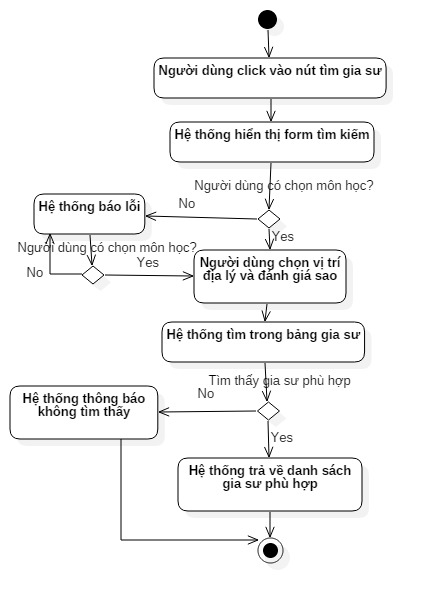 Người dùng click vào nút tìm gia sư
Hệ thống hiển thị form tìm kiếm
Người dùng có chọn môn học?
No
Hệ thống báo lỗi
Yes
Người dùng có chọn môn học?
Yes
No
Người dùng chọn vị trí
địa lý và đánh giá sao
Hệ thống tìm trong bảng gia sư
Tìm thấy gia sư phù hợp
No
Hệ thống thông báo
không tìm thấy
Yes
Hệ thống trả về danh sách
gia sư phù hợp